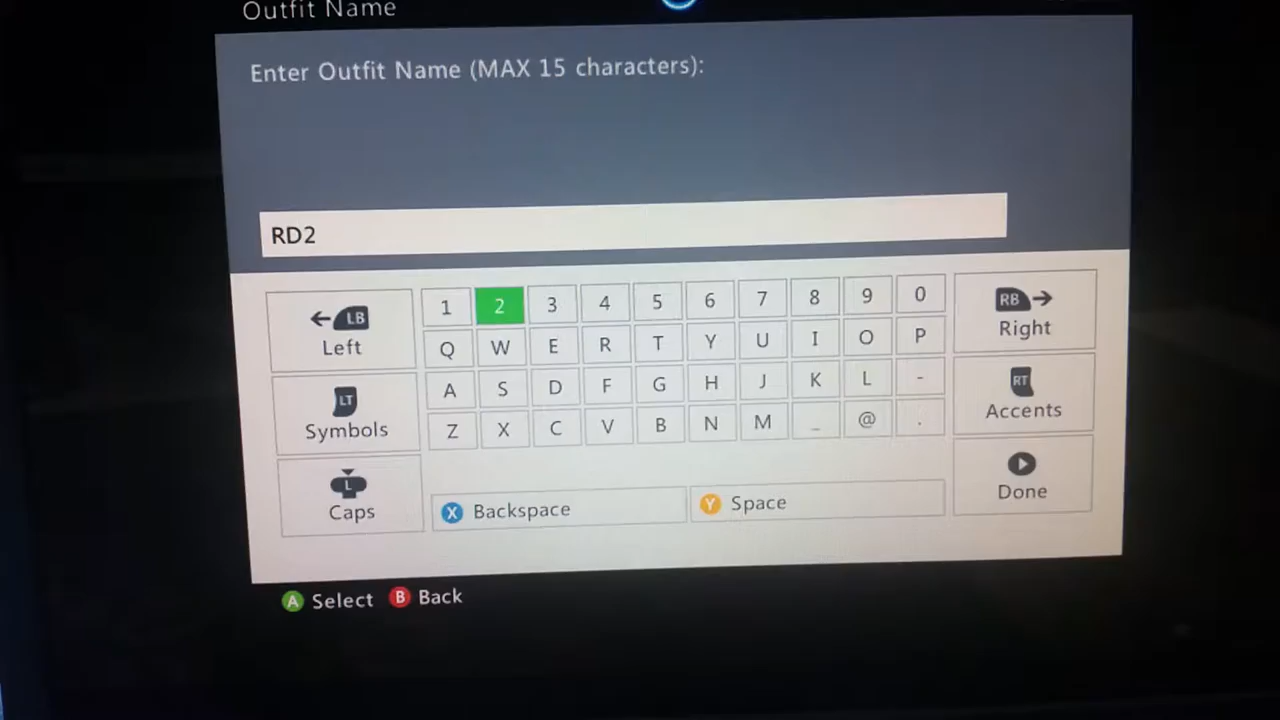 Outfit Name
Enter Outfit Name (MAX 15 characters):
RD2
LB
Left
1 2 3 4 5 6 7 8 9 0
RB
Right
Q W E R T Y U I O P
LT
Symbols
A S D F G H J K L -
RT
Accents
Z X C V B N M _ @ .
L
Caps
X Backspace
Y Space
Done
A Select B Back